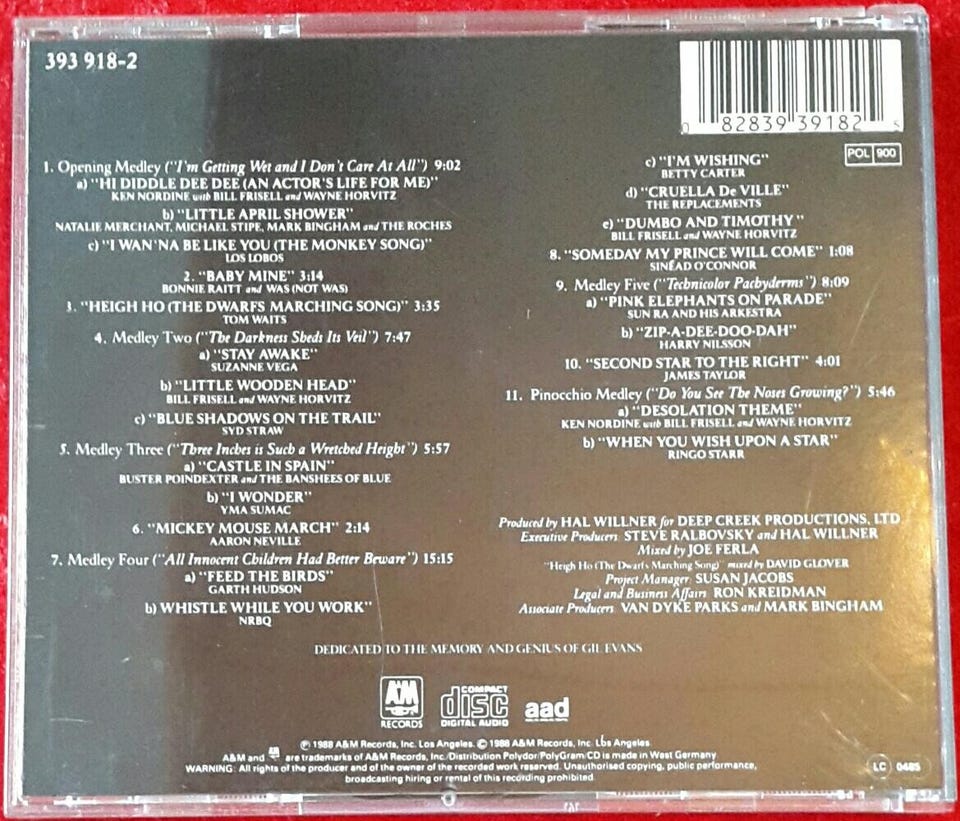 393 918-2
0 82839 39182 5
POL 900
1. Opening Medley ("I'm Getting Wet and I Don't Care At All") 9:02
a) "HI DIDDLE DEE DEE (AN ACTOR'S LIFE FOR ME)"
KEN NORDINE with BILL FRISELL and WAYNE HORVITZ
b) "LITTLE APRIL SHOWER"
NATALIE MERCHANT, MICHAEL STIPE, MARK BINGHAM and THE ROCHES
c) "I WAN'NA BE LIKE YOU (THE MONKEY SONG)"
LOS LOBOS
2. "BABY MINE" 3:14
BONNIE RAITT and WAS (NOT WAS)
3. "HEIGH HO (THE DWARFS MARCHING SONG)" 3:35
TOM WAITS
4. Medley Two ("The Darkness Sheds Its Veil") 7:47
a) "STAY AWAKE"
SUZANNE VEGA
b) "LITTLE WOODEN HEAD"
BILL FRISELL and WAYNE HORVITZ
c) "BLUE SHADOWS ON THE TRAIL"
SYD STRAW
5. Medley Three ("Three Inches is Such a Wretched Height") 5:57
a) "CASTLE IN SPAIN"
BUSTER POINDEXTER and THE BANSHEES OF BLUE
b) "I WONDER"
YMA SUMAC
6. "MICKEY MOUSE MARCH" 2:14
AARON NEVILLE
7. Medley Four ("All Innocent Children Had Better Beware") 15:15
a) "FEED THE BIRDS"
GARTH HUDSON
b) WHISTLE WHILE YOU WORK"
NRBQ
c) "I'M WISHING"
BETTY CARTER
d) "CRUELLA De VILLE"
THE REPLACEMENTS
e) "DUMBO AND TIMOTHY"
BILL FRISELL and WAYNE HORVITZ
8. "SOMEDAY MY PRINCE WILL COME" 1:08
SINÉAD O'CONNOR
9. Medley Five ("Technicolor Pachyderms") 8:09
a) "PINK ELEPHANTS ON PARADE"
SUN RA AND HIS ARKESTRA
b) "ZIP-A-DEE-DOO-DAH"
HARRY NILSSON
10. "SECOND STAR TO THE RIGHT" 4:01
JAMES TAYLOR
11. Pinocchio Medley ("Do You See The Noses Growing?") 5:46
a) "DESOLATION THEME"
KEN NORDINE with BILL FRISELL and WAYNE HORVITZ
b) "WHEN YOU WISH UPON A STAR"
RINGO STARR
Produced by HAL WILLNER for DEEP CREEK PRODUCTIONS, LTD
Executive Producers STEVE RALBOVSKY and HAL WILLNER
Mixed by JOE FERLA
"Heigh Ho (The Dwarfs Marching Song)" mixed by DAVID GLOVER
Project Manager SUSAN JACOBS
Legal and Business Affairs RON KREIDMAN
Associate Producers VAN DYKE PARKS and MARK BINGHAM
DEDICATED TO THE MEMORY AND GENIUS OF GIL EVANS
A&M RECORDS
COMPACT disc DIGITAL AUDIO
aad
℗ 1988 A&M Records, Inc. Los Angeles. © 1988 A&M Records, Inc. Los Angeles
A&M and A&M are trademarks of A&M Records, Inc./Distribution Polydor/PolyGram/CD is made in West Germany
WARNING: All rights of the producer and of the owner of the recorded work reserved. Unauthorised copying, public performance,
broadcasting hiring or rental of this recording prohibited
LC 0485